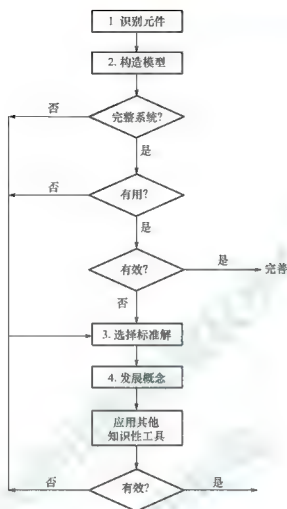 1 识别元件
2. 构造模型
否
完整系统?
是
否
有用?
是
有效?
是
完善
否
3. 选择标准解
4. 发展概念
应用其他
知识性工具
否
有效?
是